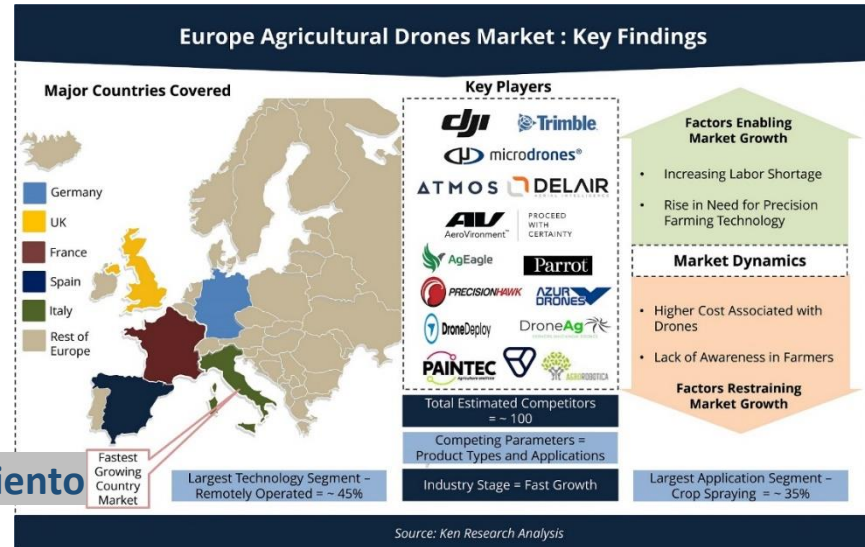 Europe Agricultural Drones Market : Key Findings
Major Countries Covered
Germany
UK
France
Spain
Italy
Rest of
Europe
Fastest
Growing
Country
Market
iento
Largest Technology Segment –
Remotely Operated = ~ 45%
Key Players
dji
Trimble
microdrones®
ATMOS
DELAIR
AV
AeroVironment™
PROCEED
WITH
CERTAINTY
AgEagle
Parrot
PRECISIONHAWK
AZUR
DRONES
DroneDeploy
DroneAg
PAINTEC
AGROROBOTICA
Total Estimated Competitors
= ~ 100
Competing Parameters =
Product Types and Applications
Industry Stage = Fast Growth
Factors Enabling
Market Growth
• Increasing Labor Shortage
• Rise in Need for Precision
Farming Technology
Market Dynamics
• Higher Cost Associated with
Drones
• Lack of Awareness in Farmers
Factors Restraining
Market Growth
Largest Application Segment –
Crop Spraying = ~ 35%
Source: Ken Research Analysis